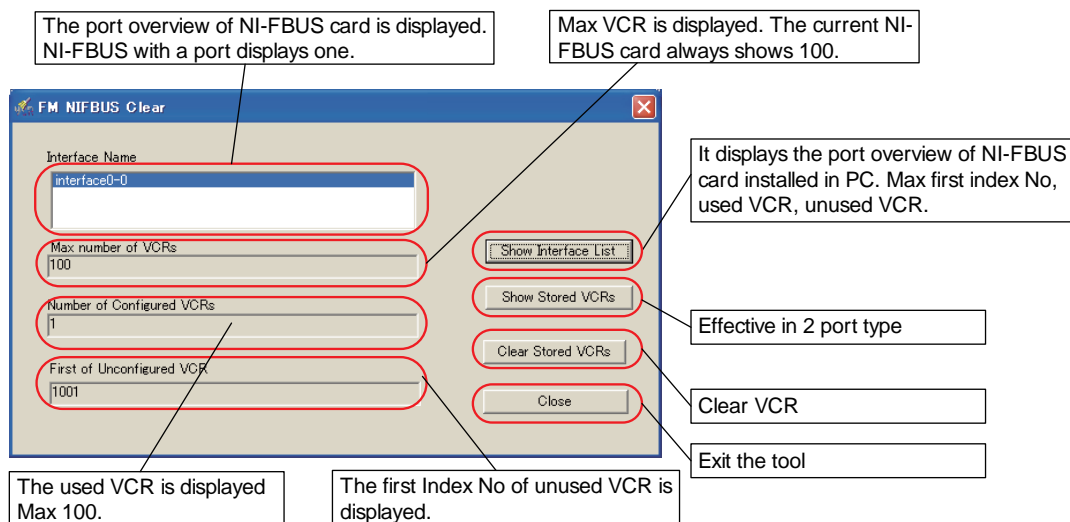 The port overview of NI-FBUS card is displayed.
NI-FBUS with a port displays one.
Max VCR is displayed. The current NI-
FBUS card always shows 100.
FM NIFBUS Clear
Interface Name
interface0-0
Max number of VCRs
100
Number of Configured VCRs
1
First of Unconfigured VCR
1001
Show Interface List
Show Stored VCRs
Clear Stored VCRs
Close
It displays the port overview of NI-FBUS
card installed in PC. Max first index No,
used VCR, unused VCR.
Effective in 2 port type
Clear VCR
Exit the tool
The used VCR is displayed
Max 100.
The first Index No of unused VCR is
displayed.